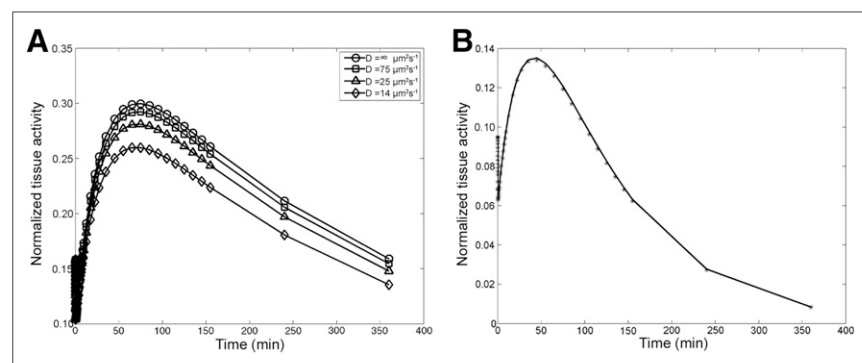 A
Normalized tissue activity
0.35
0.30
0.25
0.20
0.15
0.10
D =∞ µm²s⁻¹
D =75 µm²s⁻¹
D =25 µm²s⁻¹
D =14 µm²s⁻¹
0 50 100 150 200 250 300 350 400
Time (min)
B
Normalized tissue activity
0.14
0.12
0.10
0.08
0.06
0.04
0.02
0
0 50 100 150 200 250 300 350 400
Time (min)